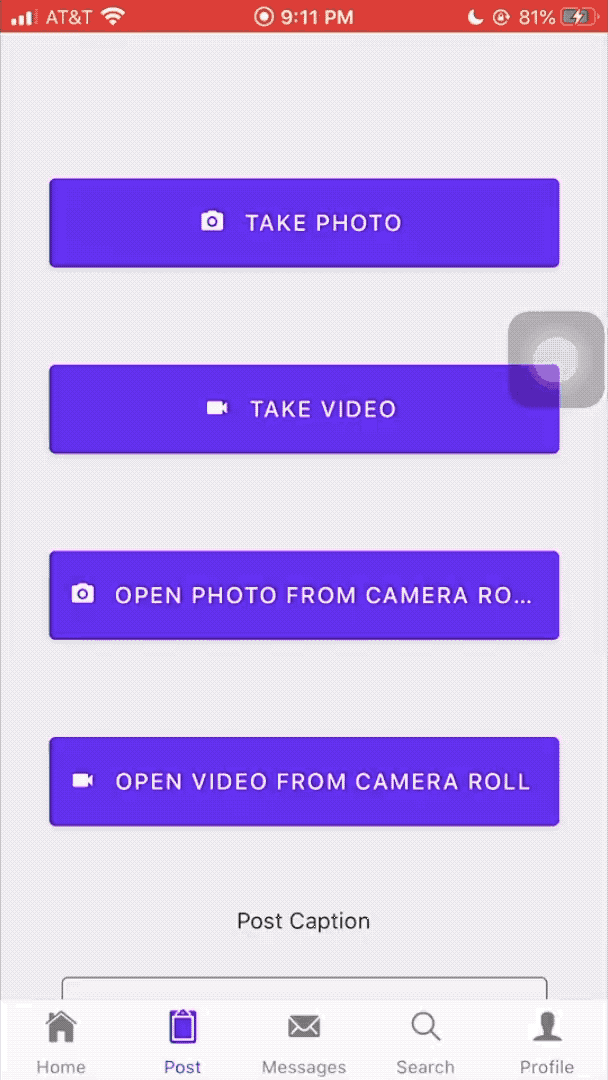 AT&T 9:11 PM 81%
TAKE PHOTO
TAKE VIDEO
OPEN PHOTO FROM CAMERA RO...
OPEN VIDEO FROM CAMERA ROLL
Post Caption
Home Post Messages Search Profile